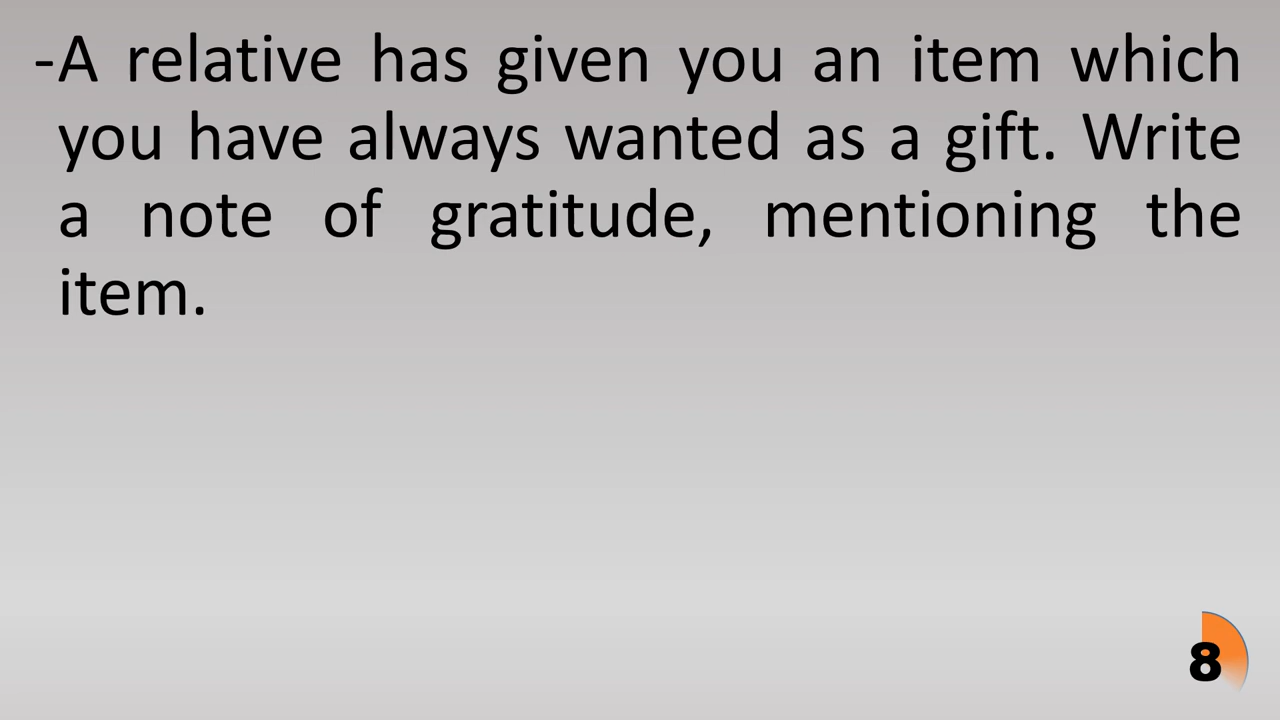 -A relative has given you an item which
you have always wanted as a gift. Write
a note of gratitude, mentioning the
item.
8